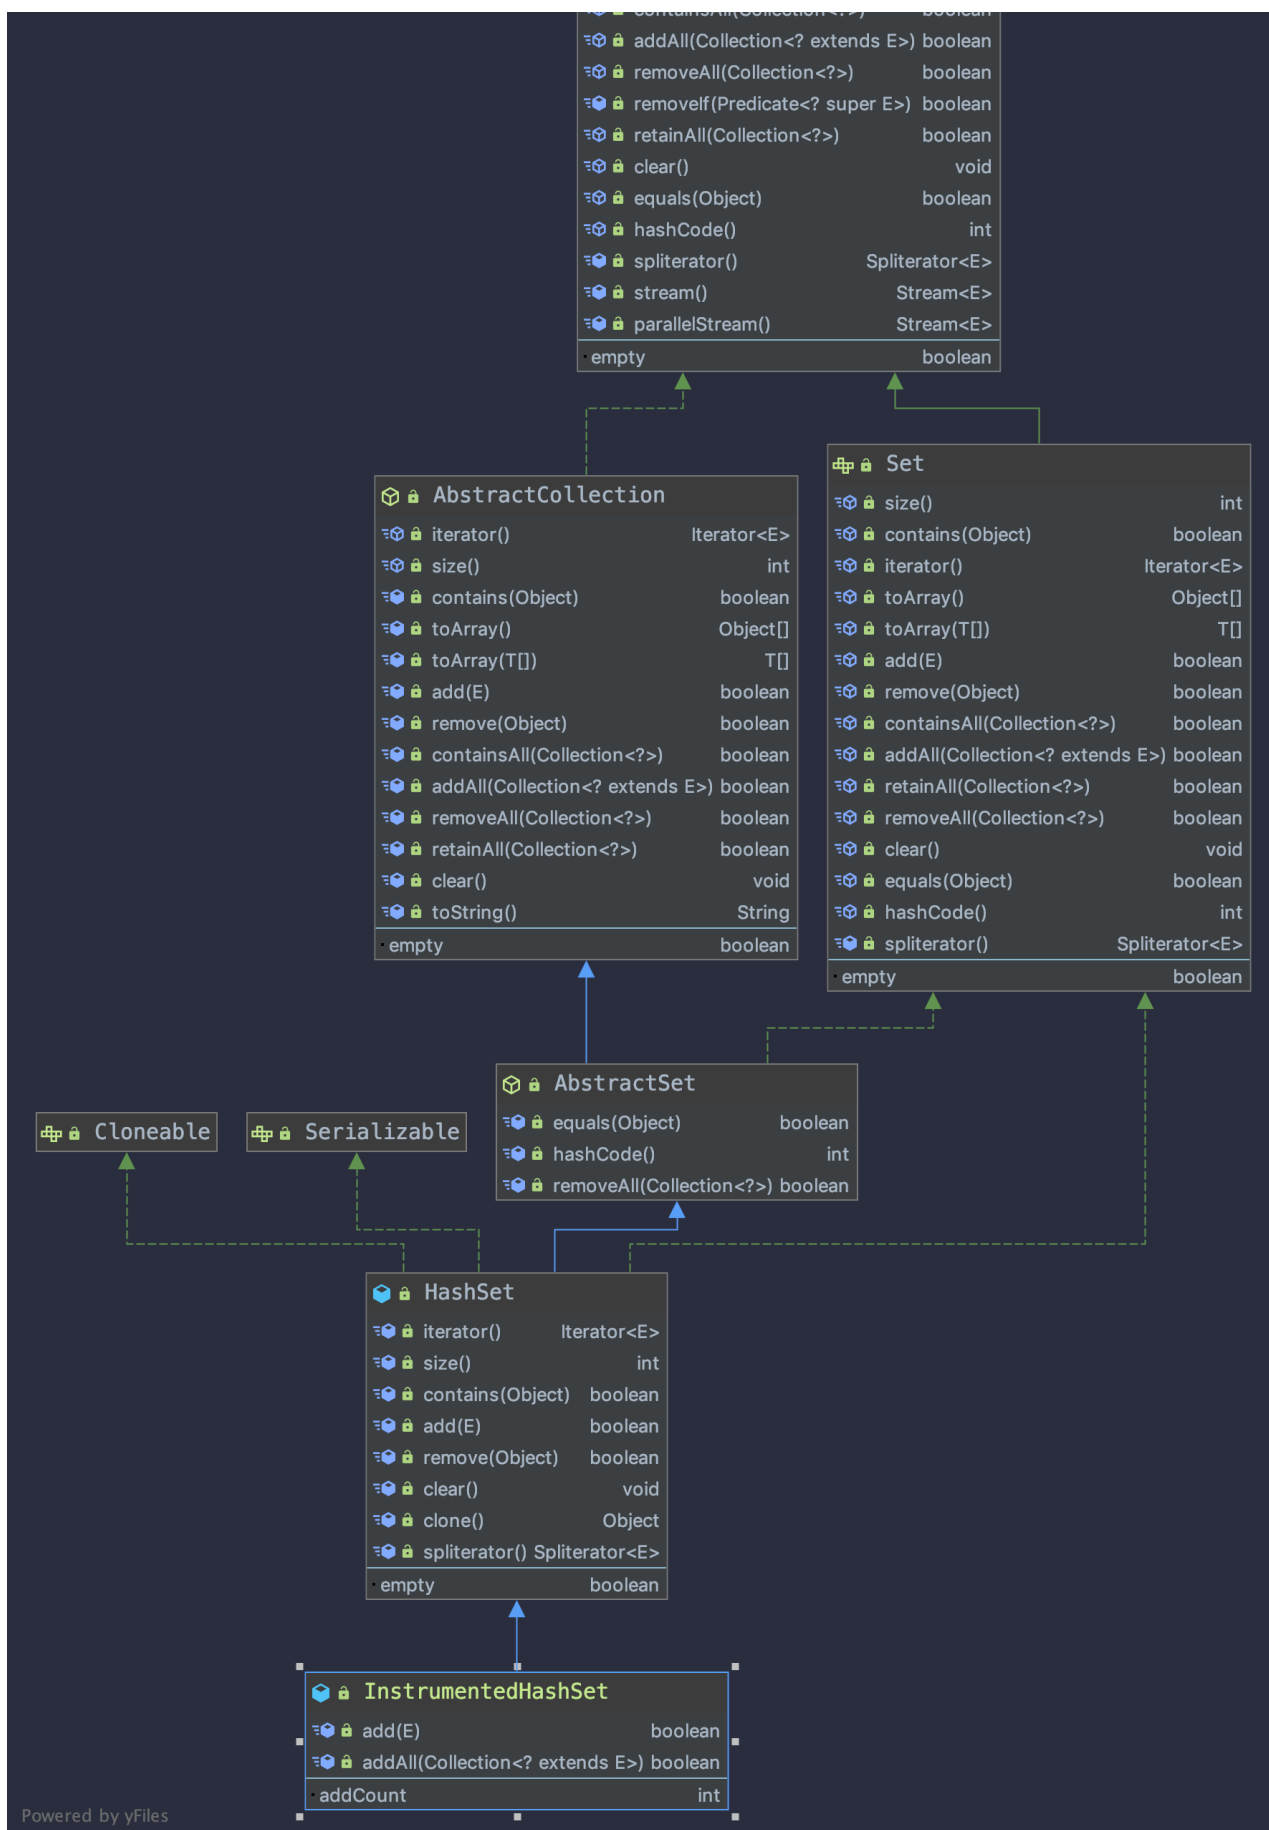 containsAll(Collection<?>) boolean
addAll(Collection<? extends E>) boolean
removeAll(Collection<?>) boolean
removeIf(Predicate<? super E>) boolean
retainAll(Collection<?>) boolean
clear() void
equals(Object) boolean
hashCode() int
spliterator() Spliterator<E>
stream() Stream<E>
parallelStream() Stream<E>
empty boolean
AbstractCollection
iterator() Iterator<E>
size() int
contains(Object) boolean
toArray() Object[]
toArray(T[]) T[]
add(E) boolean
remove(Object) boolean
containsAll(Collection<?>) boolean
addAll(Collection<? extends E>) boolean
removeAll(Collection<?>) boolean
retainAll(Collection<?>) boolean
clear() void
toString() String
empty boolean
Set
size() int
contains(Object) boolean
iterator() Iterator<E>
toArray() Object[]
toArray(T[]) T[]
add(E) boolean
remove(Object) boolean
containsAll(Collection<?>) boolean
addAll(Collection<? extends E>) boolean
retainAll(Collection<?>) boolean
removeAll(Collection<?>) boolean
clear() void
equals(Object) boolean
hashCode() int
spliterator() Spliterator<E>
empty boolean
AbstractSet
equals(Object) boolean
hashCode() int
removeAll(Collection<?>) boolean
Cloneable
Serializable
HashSet
iterator() Iterator<E>
size() int
contains(Object) boolean
add(E) boolean
remove(Object) boolean
clear() void
clone() Object
spliterator() Spliterator<E>
empty boolean
InstrumentedHashSet
add(E) boolean
addAll(Collection<? extends E>) boolean
addCount int
Powered by yFiles